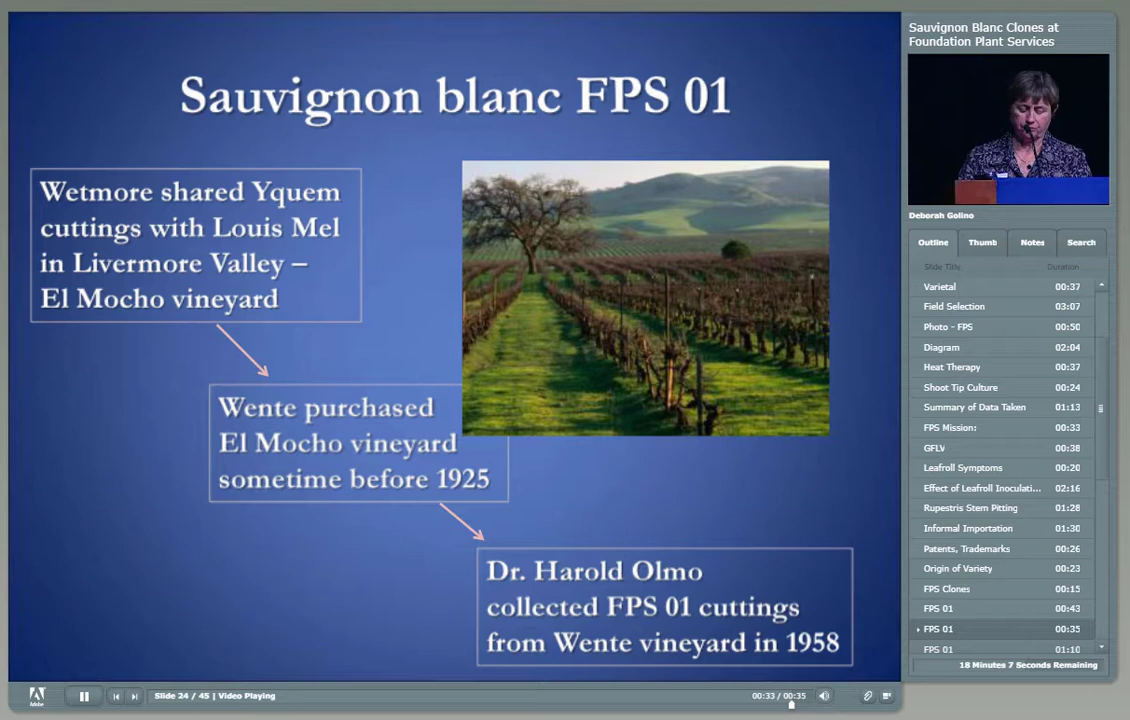 Sauvignon blanc FPS 01
Wetmore shared Yquem
cuttings with Louis Mel
in Livermore Valley –
El Mocho vineyard
Wente purchased
El Mocho vineyard
sometime before 1925
Dr. Harold Olmo
collected FPS 01 cuttings
from Wente vineyard in 1958
Sauvignon Blanc Clones at
Foundation Plant Services
Deborah Golino
Outline Thumb Notes Search
Slide Title Duration
Varietal 00:37
Field Selection 03:07
Photo - FPS 00:50
Diagram 02:04
Heat Therapy 00:37
Shoot Tip Culture 00:24
Summary of Data Taken 01:13
FPS Mission: 00:33
GFLV 00:38
Leafroll Symptoms 00:20
Effect of Leafroll Inoculati... 02:16
Rupestris Stem Pitting 01:28
Informal Importation 01:30
Patents, Trademarks 00:26
Origin of Variety 00:23
FPS Clones 00:15
FPS 01 00:43
FPS 01 00:35
FPS 01 01:10
18 Minutes 7 Seconds Remaining
Adobe
Slide 24 / 45 | Video Playing
00:33 / 00:35